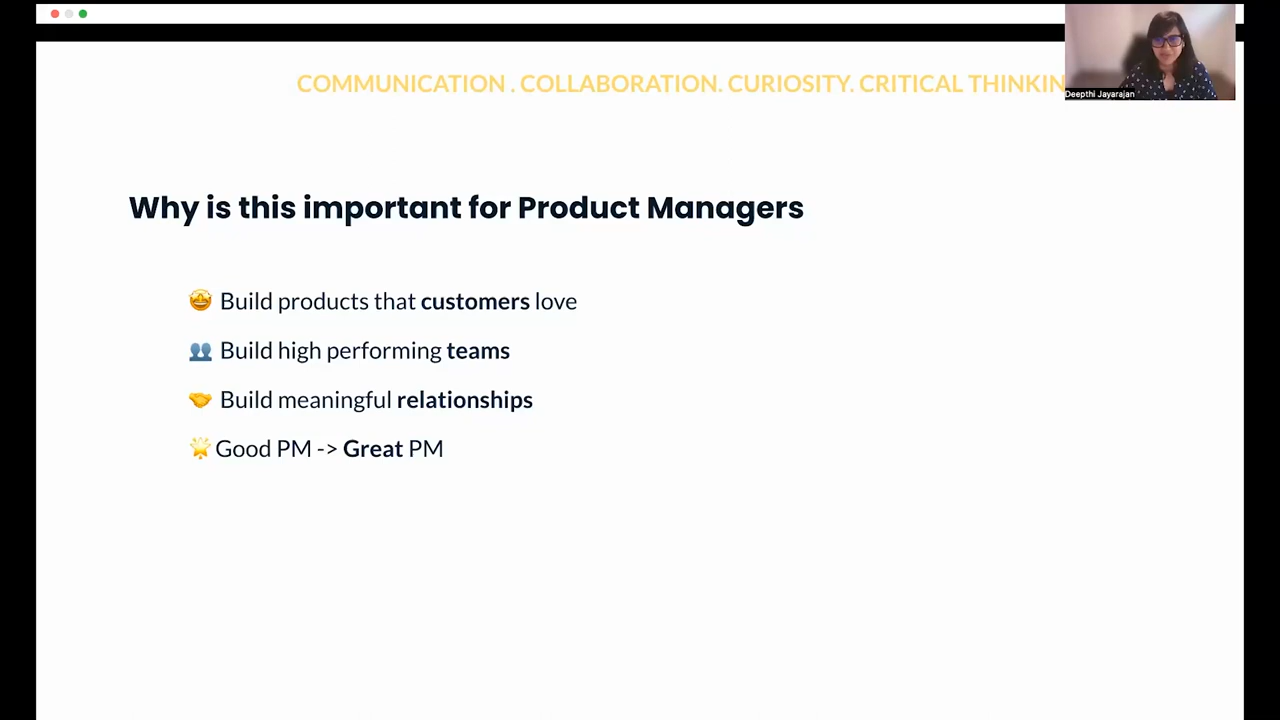 COMMUNICATION . COLLABORATION. CURIOSITY. CRITICAL THINKIN
Deepthi Jayarajan
Why is this important for Product Managers
🤩 Build products that customers love
👥 Build high performing teams
🤝 Build meaningful relationships
🌟 Good PM -> Great PM